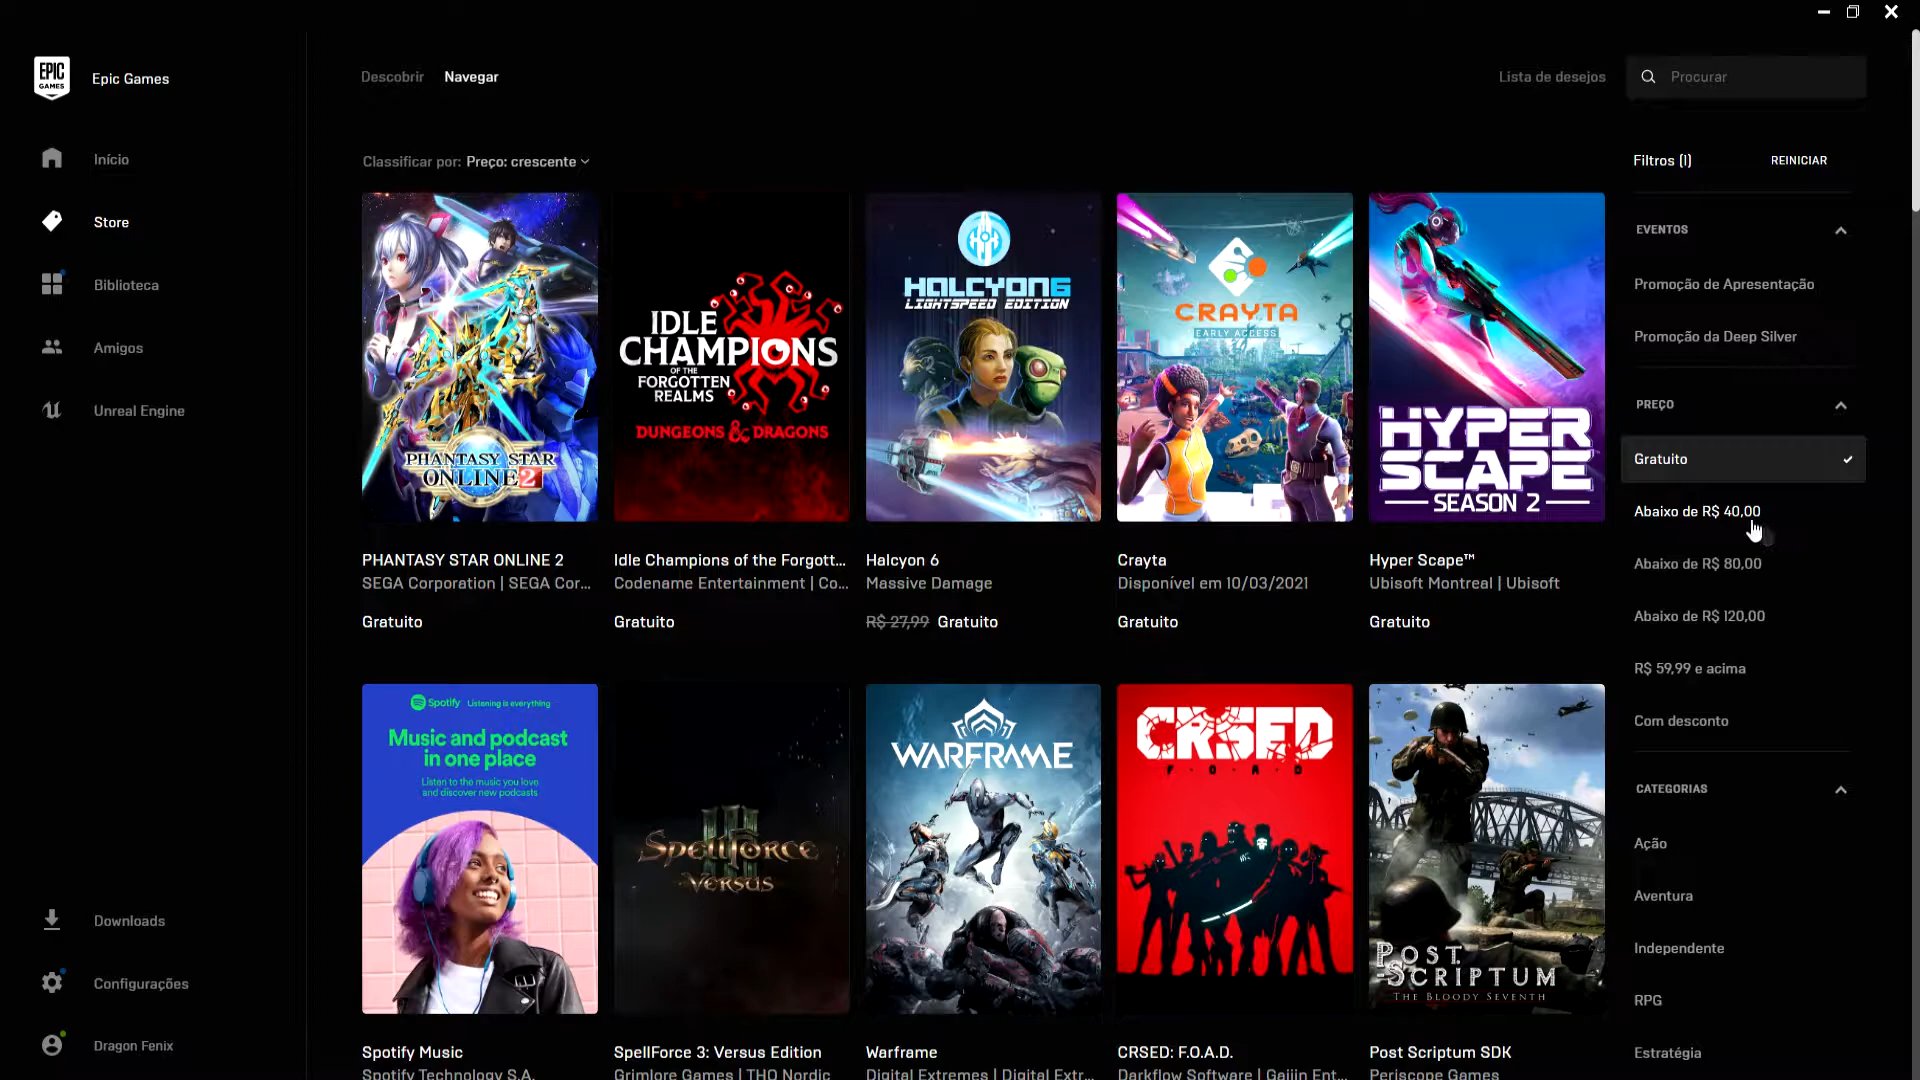 EPIC
GAMES
Epic Games
Descobrir
Navegar
Lista de desejos
Procurar
Início
Store
Biblioteca
Amigos
Unreal Engine
Downloads
Configurações
Dragon Fenix
Classificar por: Preço: crescente
PHANTASY STAR
ONLINE 2
PHANTASY STAR ONLINE 2
SEGA Corporation | SEGA Cor...
Gratuito
IDLE
CHAMPIONS
OF THE
FORGOTTEN
REALMS
DUNGEONS & DRAGONS
Idle Champions of the Forgott...
Codename Entertainment | Co...
Gratuito
HALCYON6
LIGHTSPEED EDITION
Halcyon 6
Massive Damage
R$ 27,99 Gratuito
CRAYTA
EARLY ACCESS
Crayta
Disponível em 10/03/2021
Gratuito
HYPER
SCAPE
SEASON 2
Hyper Scape™
Ubisoft Montreal | Ubisoft
Gratuito
Spotify Listening is everything
Music and podcast
in one place
Listen to the music you love
and discover new podcasts
Spotify Music
Spotify Technology S.A.
III
SPELLFORCE
VERSUS
SpellForce 3: Versus Edition
Grimlore Games | THQ Nordic
WARFRAME
Warframe
Digital Extremes | Digital Extr...
CRSED
F.O.A.D
CRSED: F.O.A.D.
Darkflow Software | Gaijin Ent...
POST
SCRIPTUM
THE BLOODY SEVENTH
Post Scriptum SDK
Periscope Games
Filtros (1)
REINICIAR
EVENTOS
Promoção de Apresentação
Promoção da Deep Silver
PREÇO
Gratuito
Abaixo de R$ 40,00
Abaixo de R$ 80,00
Abaixo de R$ 120,00
R$ 59,99 e acima
Com desconto
CATEGORIAS
Ação
Aventura
Independente
RPG
Estratégia